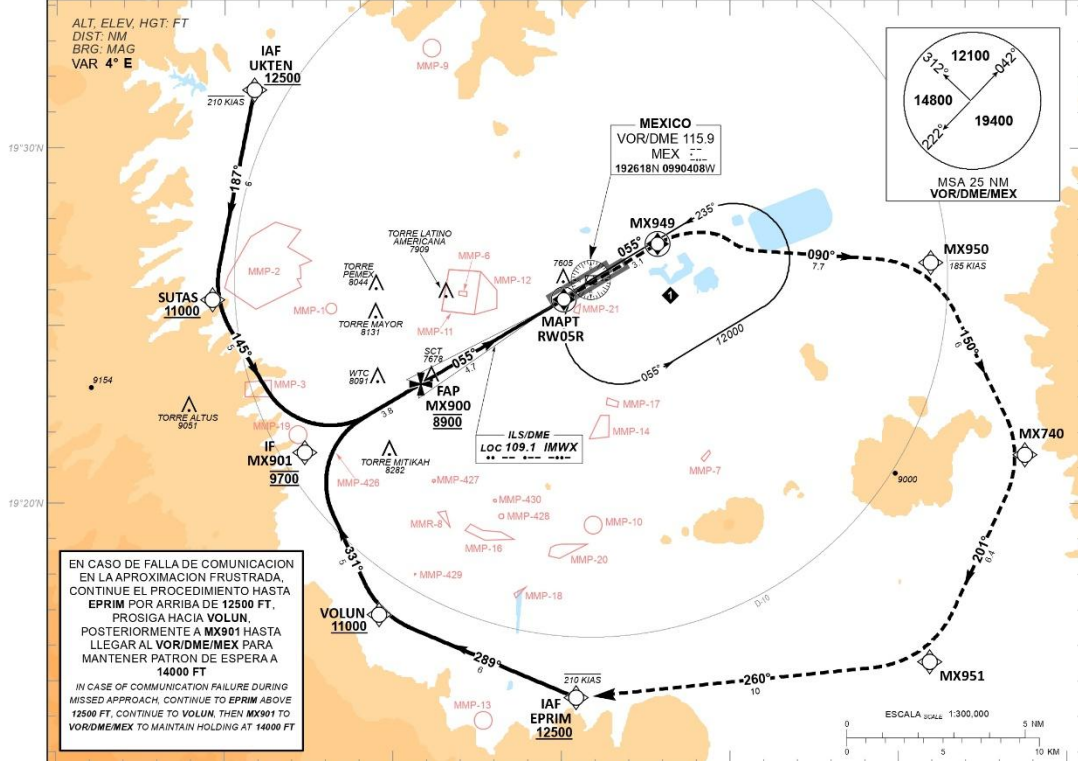 ALT, ELEV, HGT: FT
DIST: NM
BRG: MAG
VAR 4° E
IAF
UKTEN
12500
210 KIAS
MMP-9
19°30'
187°
6
312°
12100
042°
14800
19400
222°
MSA 25 NM
VOR/DME/MEX
MEXICO
VOR/DME 115.9
MEX
192618N 0990408W
MX949
235°
055°
3.1
090°
7.7
MX950
185 KIAS
TORRE LATINO
AMERICANA
7909
MMP-6
MMP-12
MMP-2
TORRE
PEMEX
8044
7605
1
SUTAS
11000
MMP-1
TORRE MAYOR
8131
MMP-11
MAPT
RW05R
MMP-21
12000
055°
145°
5
SCT
7678
055°
4.7
150°
6
9154
MMP-3
WTC
8091
FAP
MX900
8900
3.8
TORRE ALTUS
9051
MMP-19
MMP-17
MMP-14
IF
MX901
9700
ILS/DME
LOC 109.1 IMWX
TORRE MITIKAH
8282
MMP-7
MX740
9000
MMP-426
MMP-427
MMP-430
MMP-428
19°20'
MMR-8
MMP-10
MMP-16
MMP-20
331°
5
201°
6.4
MMP-429
MMP-18
D-10
EN CASO DE FALLA DE COMUNICACION
EN LA APROXIMACION FRUSTRADA,
CONTINUE EL PROCEDIMIENTO HASTA
EPRIM POR ARRIBA DE 12500 FT,
PROSIGA HACIA VOLUN,
POSTERIORMENTE A MX901 HASTA
LLEGAR AL VOR/DME/MEX PARA
MANTENER PATRON DE ESPERA A
14000 FT
IN CASE OF COMMUNICATION FAILURE DURING
MISSED APPROACH, CONTINUE TO EPRIM ABOVE
12500 FT, CONTINUE TO VOLUN, THEN MX901 TO
VOR/DME/MEX TO MAINTAIN HOLDING AT 14000 FT
VOLUN
11000
289°
6
210 KIAS
IAF
EPRIM
12500
260°
10
MX951
MMP-13
ESCALA SCALE 1:300,000
0 5 NM
0 5 10 KM